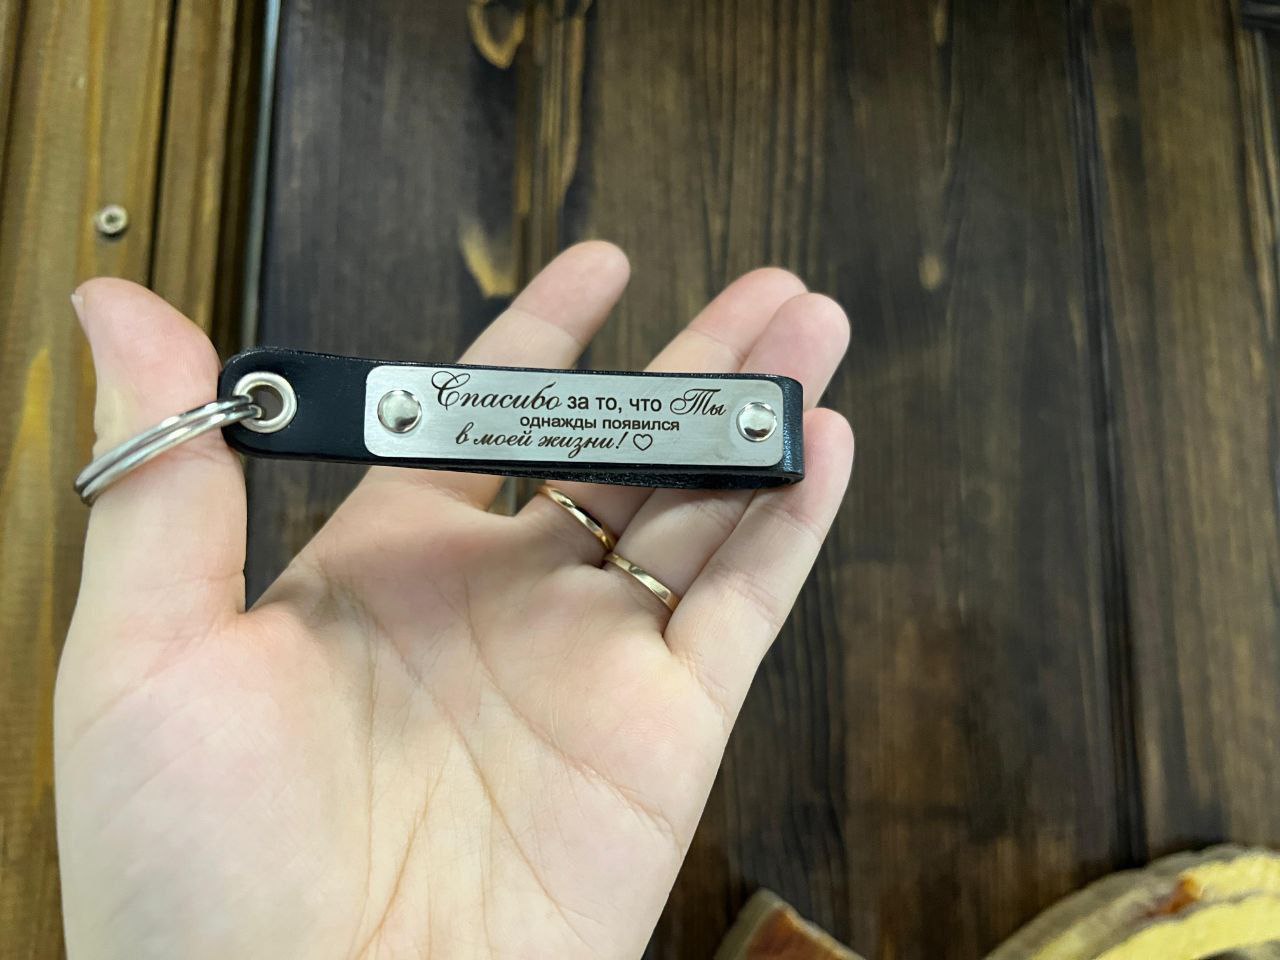 Спасибо за то, что Ты
однажды появился
в моей жизни! ♡